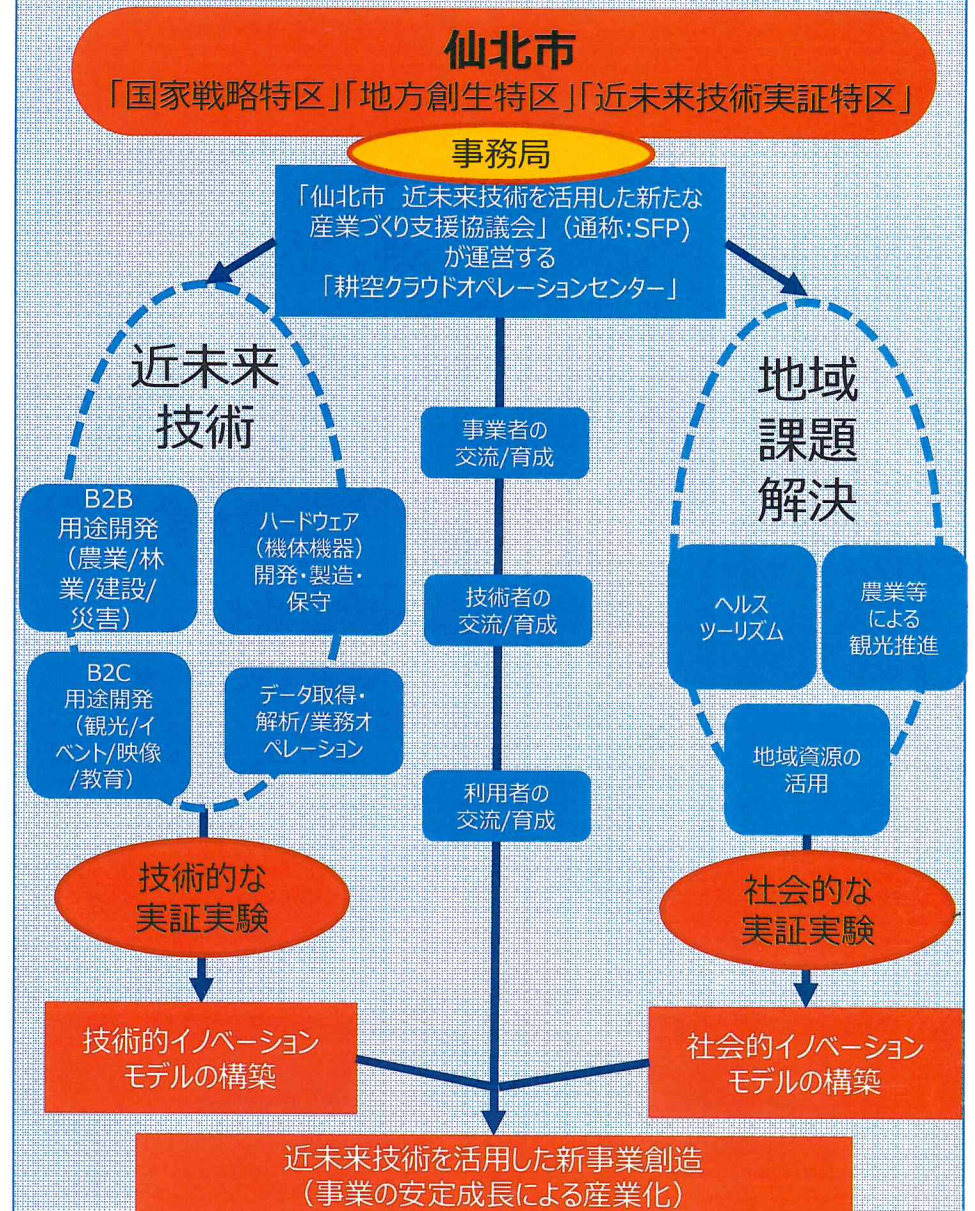 仙北市
「国家戦略特区」「地方創生特区」「近未来技術実証特区」
事務局
「仙北市 近未来技術を活用した新たな
産業づくり支援協議会」（通称:SFP)
が運営する
「耕空クラウドオペレーションセンター」
近未来
技術
B2B
用途開発
（農業/林
業/建設/
災害）
ハードウェア
（機体機器）
開発・製造・
保守
B2C
用途開発
（観光/イ
ベント/映像
/教育）
データ取得・
解析/業務オ
ペレーション
事業者の
交流/育成
技術者の
交流/育成
利用者の
交流/育成
地域
課題
解決
ヘルス
ツーリズム
農業等
による
観光推進
地域資源の
活用
技術的な
実証実験
社会的な
実証実験
技術的イノベーション
モデルの構築
社会的イノベーション
モデルの構築
近未来技術を活用した新事業創造
（事業の安定成長による産業化）